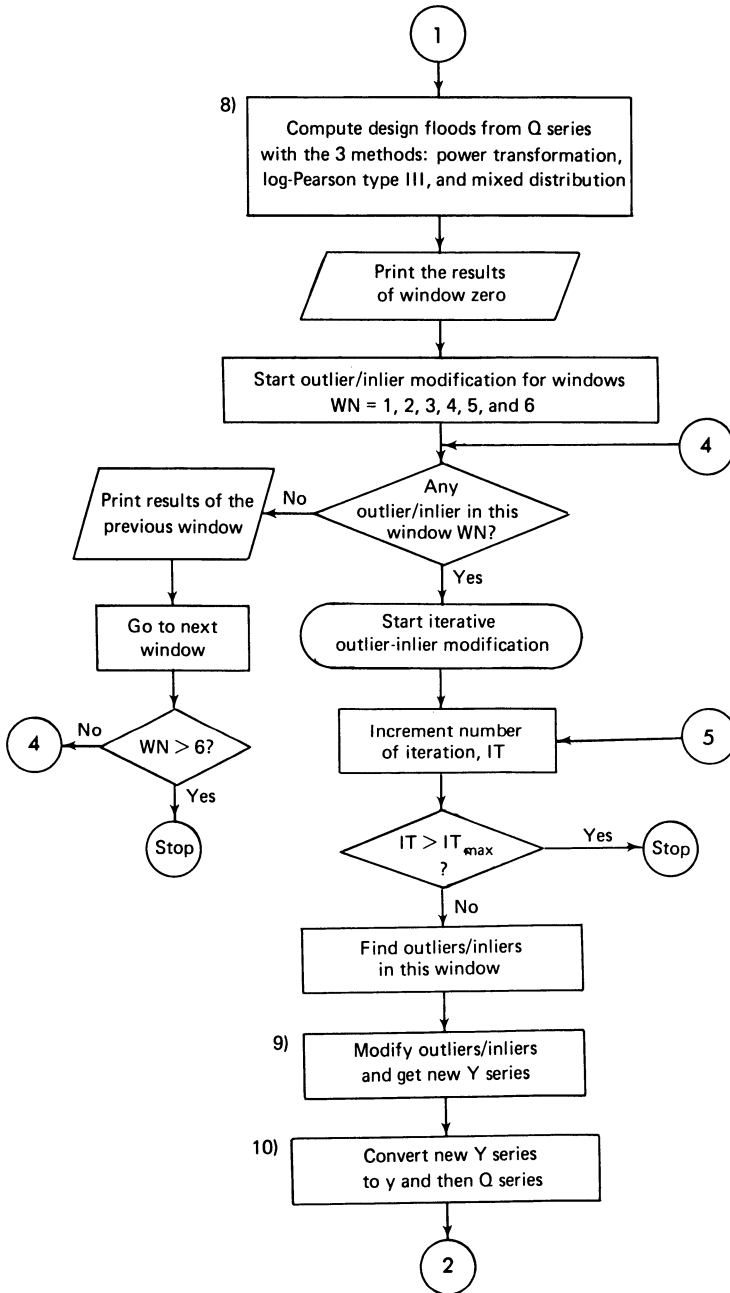 1
8)
Compute design floods from Q series
with the 3 methods: power transformation,
log-Pearson type III, and mixed distribution
Print the results
of window zero
Start outlier/inlier modification for windows
WN = 1, 2, 3, 4, 5, and 6
4
Any
outlier/inlier in this
window WN?
No
Print results of the
previous window
Yes
Go to next
window
Start iterative
outlier-inlier modification
No
4
WN > 6?
Yes
Stop
Increment number
of iteration, IT
5
IT > ITmax
?
Yes
Stop
No
Find outliers/inliers
in this window
9)
Modify outliers/inliers
and get new Y series
10)
Convert new Y series
to y and then Q series
2